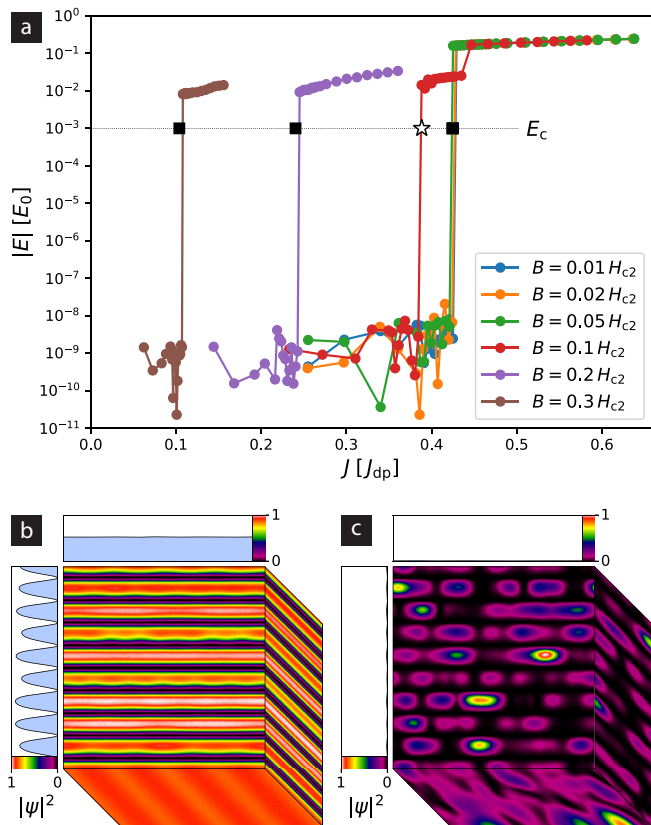 a
10⁰
10⁻¹
10⁻²
10⁻³
10⁻⁴
10⁻⁵
10⁻⁶
10⁻⁷
10⁻⁸
10⁻⁹
10⁻¹⁰
10⁻¹¹
|E| [E₀]
E_c
B = 0.01 H_c2
B = 0.02 H_c2
B = 0.05 H_c2
B = 0.1 H_c2
B = 0.2 H_c2
B = 0.3 H_c2
0.0 0.1 0.2 0.3 0.4 0.5 0.6
J [J_dp]
b
1
0
1 0
|ψ|²
c
1
0
1 0
|ψ|²